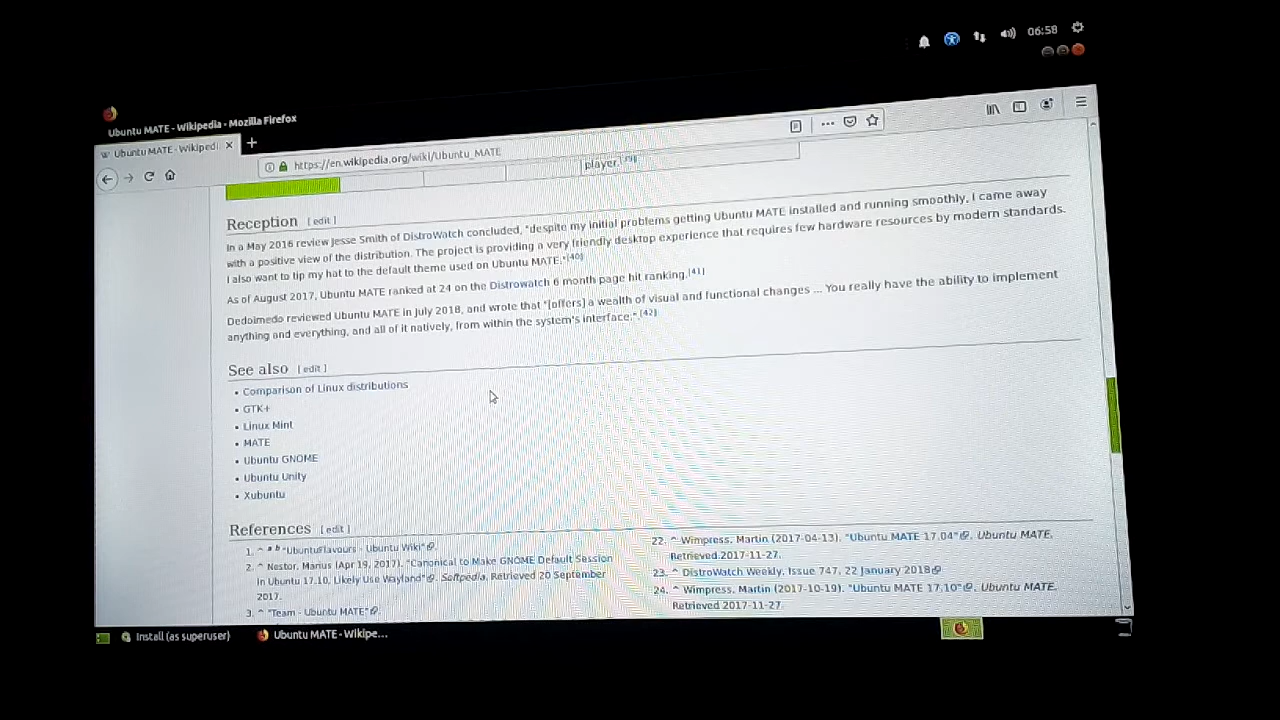 06:58
Ubuntu MATE - Wikipedia - Mozilla Firefox
Ubuntu MATE - Wikipedi
https://en.wikipedia.org/wiki/Ubuntu_MATE
player.
Reception [ edit ]
In a May 2016 review Jesse Smith of DistroWatch concluded, "despite my initial problems getting Ubuntu MATE installed and running smoothly, I came away
with a positive view of the distribution. The project is providing a very friendly desktop experience that requires few hardware resources by modern standards.
I also want to tip my hat to the default theme used on Ubuntu MATE."[40]
As of August 2017, Ubuntu MATE ranked at 24 on the Distrowatch 6 month page hit ranking.[41]
Dedoimedo reviewed Ubuntu MATE in July 2018, and wrote that "[offers] a wealth of visual and functional changes ... You really have the ability to implement
anything and everything, and all of it natively, from within the system's interface.".[42]
See also [ edit ]
• Comparison of Linux distributions
• GTK+
• Linux Mint
• MATE
• Ubuntu GNOME
• Ubuntu Unity
• Xubuntu
References [ edit ]
1. ^ a b "UbuntuFlavours - Ubuntu Wiki".
2. ^ Nestor, Marius (Apr 19, 2017). "Canonical to Make GNOME Default Session
in Ubuntu 17.10, Likely Use Wayland". Softpedia. Retrieved 20 September
2017.
3. ^ "Team - Ubuntu MATE".
22. ^ Wimpress, Martin (2017-04-13). "Ubuntu MATE 17.04". Ubuntu MATE.
Retrieved 2017-11-27.
23. ^ DistroWatch Weekly, Issue 747, 22 January 2018
24. ^ Wimpress, Martin (2017-10-19). "Ubuntu MATE 17.10". Ubuntu MATE.
Retrieved 2017-11-27.
Install (as superuser)
Ubuntu MATE - Wikipe...